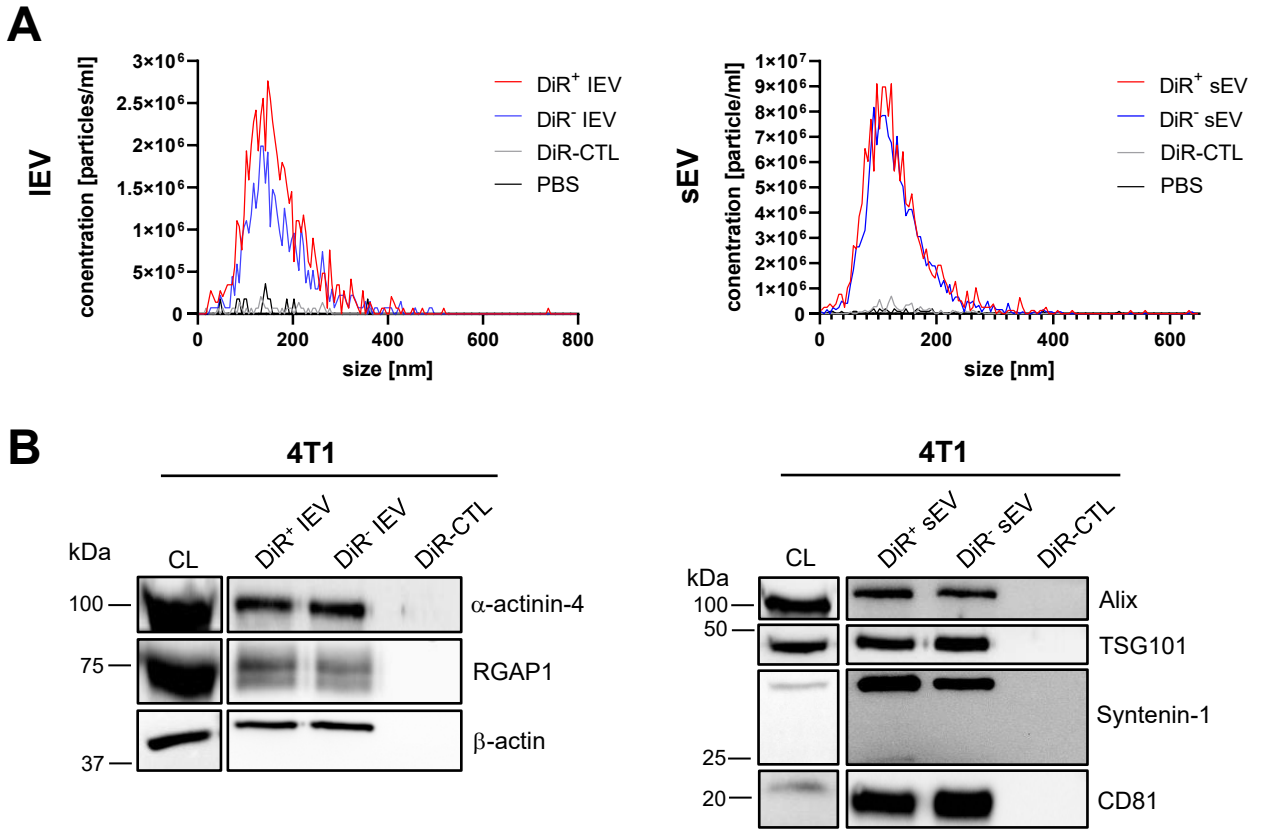 A
lEV
conentration [particles/ml]
3×10⁶
2.5×10⁶
2×10⁶
1.5×10⁶
1×10⁶
5×10⁵
0
0 200 400 600 800
size [nm]
DiR⁺ lEV
DiR⁻ lEV
DiR-CTL
PBS
sEV
conentration [particle/ml]
1×10⁷
9×10⁶
8×10⁶
7×10⁶
6×10⁶
5×10⁶
4×10⁶
3×10⁶
2×10⁶
1×10⁶
0
0 200 400 600
size [nm]
DiR⁺ sEV
DiR⁻ sEV
DiR-CTL
PBS
B
4T1
kDa
CL
DiR⁺ lEV
DiR⁻ lEV
DiR-CTL
100
α-actinin-4
75
RGAP1
β-actin
37
4T1
kDa
CL
DiR⁺ sEV
DiR⁻ sEV
DiR-CTL
100
Alix
50
TSG101
Syntenin-1
25
20
CD81